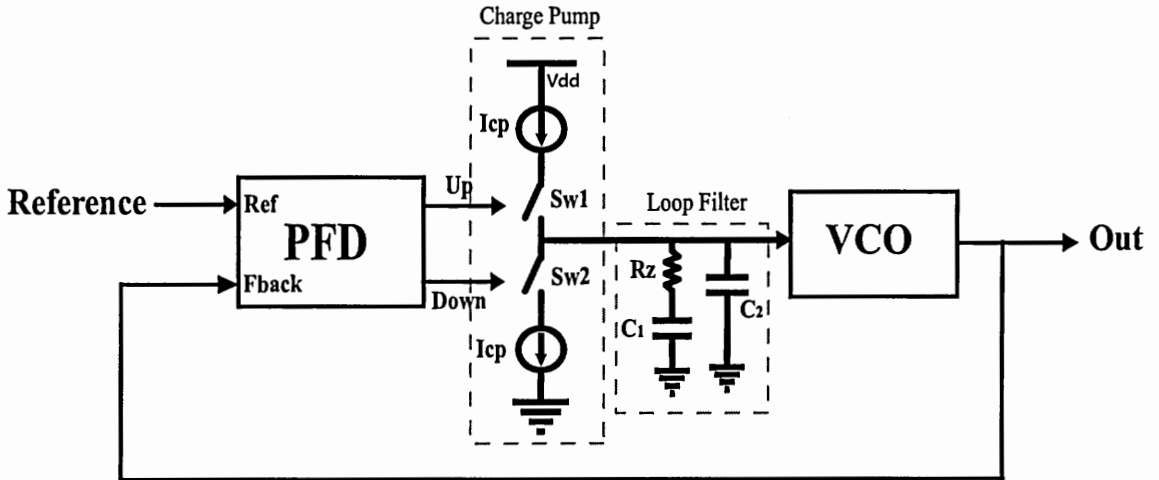 Charge Pump
Vdd
Icp
Up
Sw1
Reference
Ref
PFD
Fback
Down
Sw2
Icp
Loop Filter
Rz
C1
C2
VCO
Out